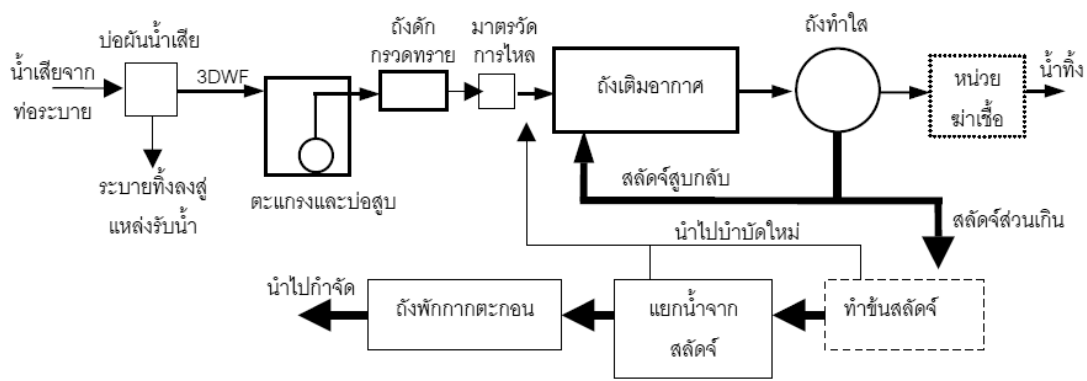 บ่อผันน้ำเสีย
ถังดัก
กรวดทราย
มาตรวัด
การไหล
ถังทำใส
น้ำเสียจาก
ท่อระบาย
3DWF
ถังเติมอากาศ
หน่วย
ฆ่าเชื้อ
น้ำทิ้ง
ระบายทิ้งลงสู่
แหล่งรับน้ำ
ตะแกรงและบ่อสูบ
สลัดจ์สูบกลับ
สลัดจ์ส่วนเกิน
นำไปบำบัดใหม่
นำไปกำจัด
ถังพักกากตะกอน
แยกน้ำจาก
สลัดจ์
ทำข้นสลัดจ์